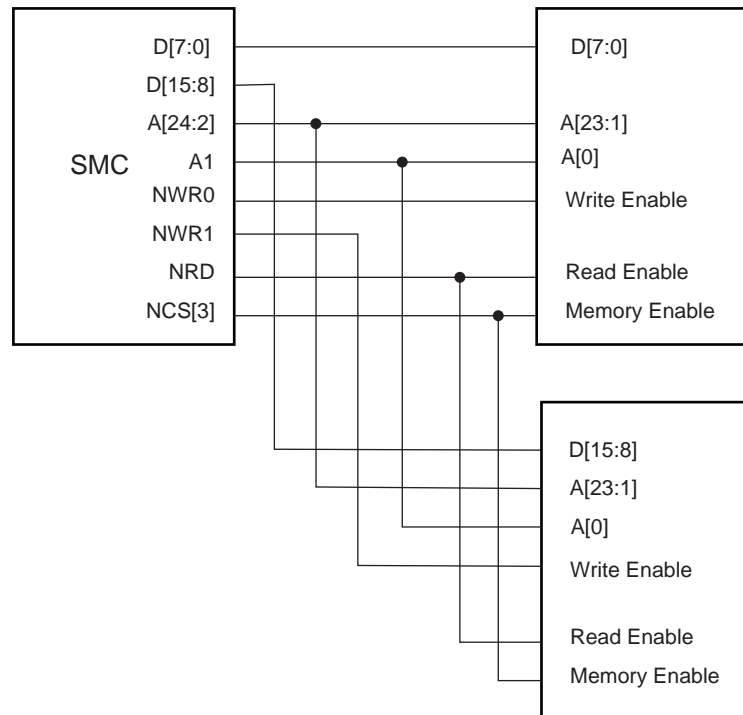 D[7:0]
D[15:8]
A[24:2]
SMC
A1
NWR0
NWR1
NRD
NCS[3]
D[7:0]
A[23:1]
A[0]
Write Enable
Read Enable
Memory Enable
D[15:8]
A[23:1]
A[0]
Write Enable
Read Enable
Memory Enable